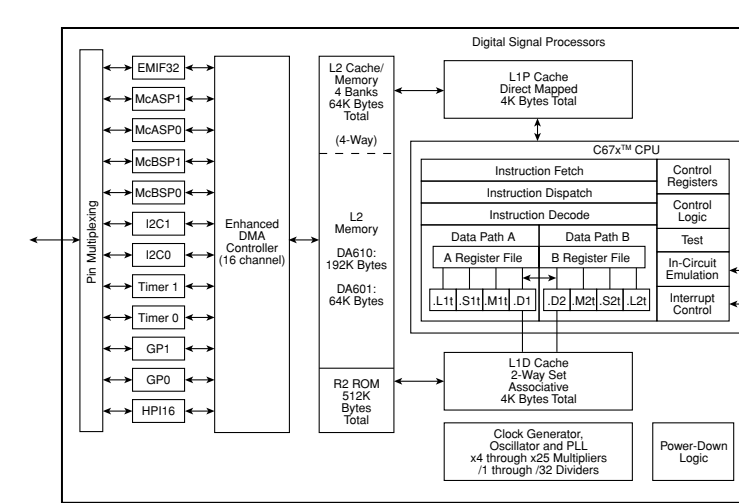 Digital Signal Processors
Pin Multiplexing
EMIF32
McASP1
McASP0
McBSP1
McBSP0
I2C1
I2C0
Timer 1
Timer 0
GP1
GP0
HPI16
Enhanced
DMA
Controller
(16 channel)
L2 Cache/
Memory
4 Banks
64K Bytes
Total
(4-Way)
L2
Memory
DA610:
192K Bytes
DA601:
64K Bytes
R2 ROM
512K
Bytes
Total
L1P Cache
Direct Mapped
4K Bytes Total
C67x™ CPU
Instruction Fetch
Instruction Dispatch
Instruction Decode
Data Path A
A Register File
.L1t .S1t .M1t .D1
Data Path B
B Register File
.D2 .M2t .S2t .L2t
Control
Registers
Control
Logic
Test
In-Circuit
Emulation
Interrupt
Control
L1D Cache
2-Way Set
Associative
4K Bytes Total
Clock Generator,
Oscillator and PLL
x4 through x25 Multipliers
/1 through /32 Dividers
Power-Down
Logic